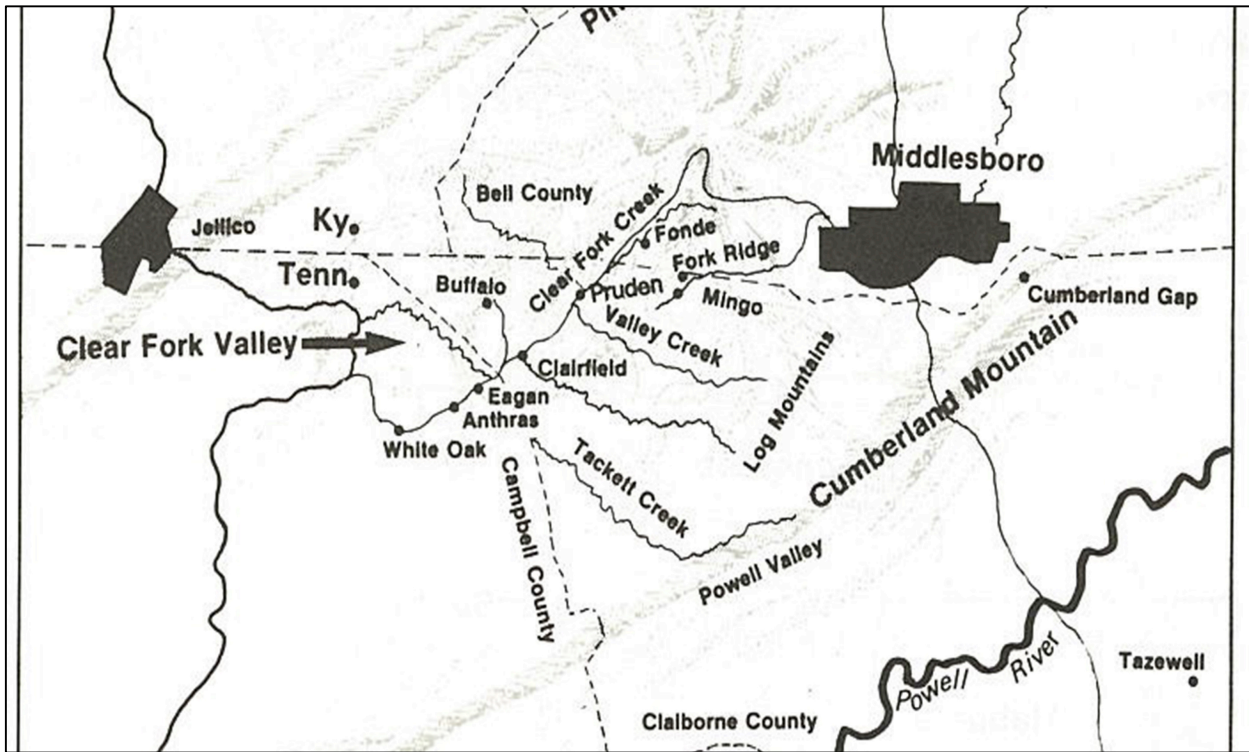 Pin
Middlesboro
Bell County
Clear Fork Creek
Jellico
Ky.
Fonde
Fork Ridge
Tenn.
Buffalo
Pruden
Mingo
Cumberland Gap
Clear Fork Valley
Valley Creek
Clairfield
Eagan
Anthras
White Oak
Log Mountains
Cumberland Mountain
Tackett Creek
Campbell County
Powell Valley
Powell River
Tazewell
Claiborne County